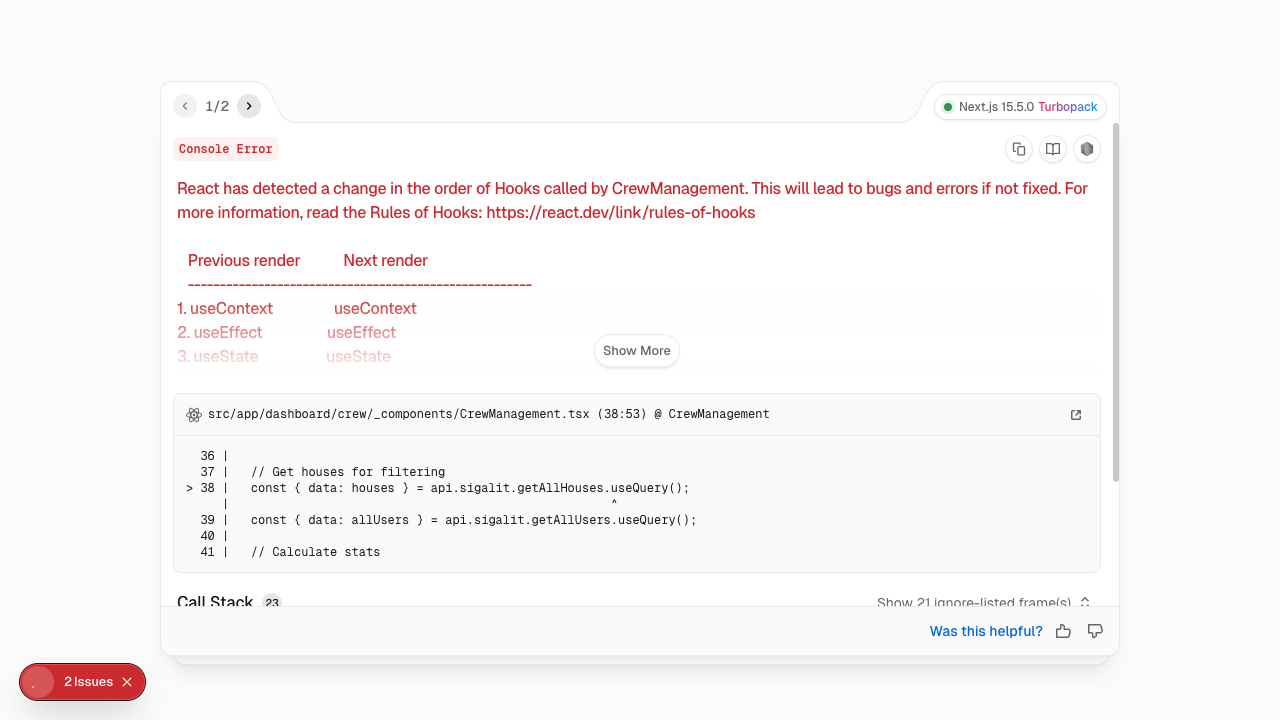 1/2
Next.js 15.5.0 Turbopack
Console Error
React has detected a change in the order of Hooks called by CrewManagement. This will lead to bugs and errors if not fixed. For
more information, read the Rules of Hooks: https://react.dev/link/rules-of-hooks
Previous render Next render
------------------------------------------------------
1. useContext useContext
2. useEffect useEffect
3. useState useState
Show More
src/app/dashboard/crew/_components/CrewManagement.tsx (38:53) @ CrewManagement
36 |
37 | // Get houses for filtering
> 38 | const { data: houses } = api.sigalit.getAllHouses.useQuery();
| ^
39 | const { data: allUsers } = api.sigalit.getAllUsers.useQuery();
40 |
41 | // Calculate stats
Call Stack 23
Show 21 ignore-listed frame(s)
Was this helpful?
2 Issues